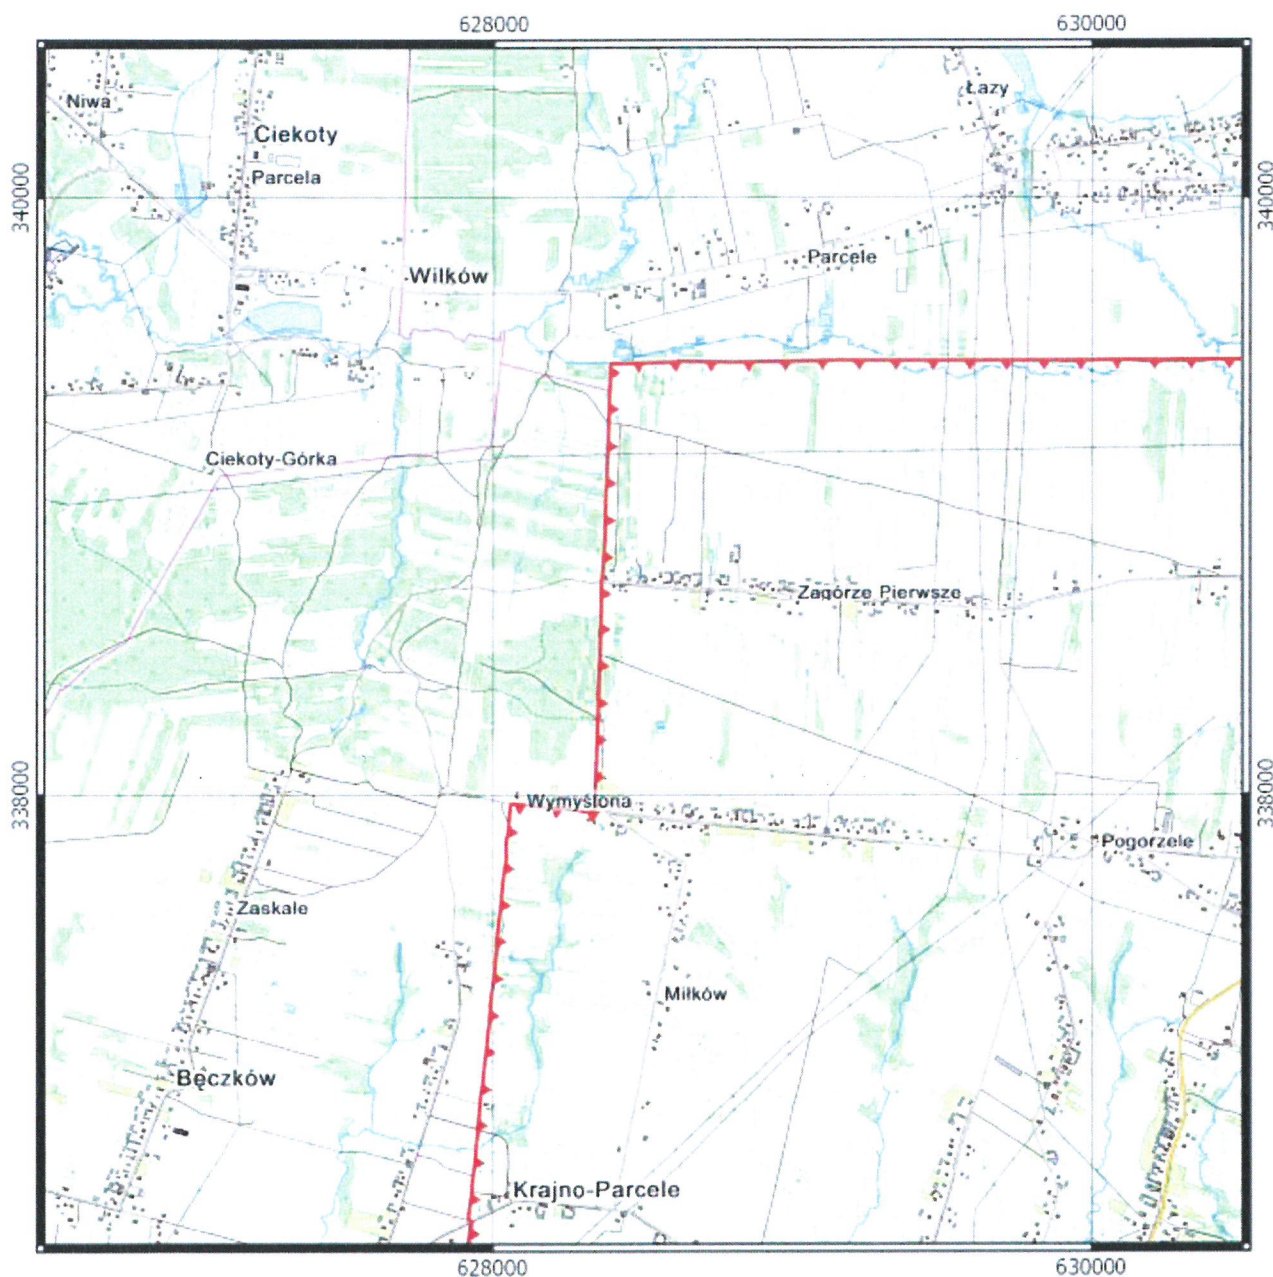 628000
630000
Łazy
Niwa
Ciekoty
Parcela
340000
340000
Parcele
Wilków
Ciekoty-Górka
Zagórze Pierwsze
338000
338000
Wymyślona
Pogorzele
Zaskale
Miłków
Bęczków
Krajno-Parcele
628000
630000